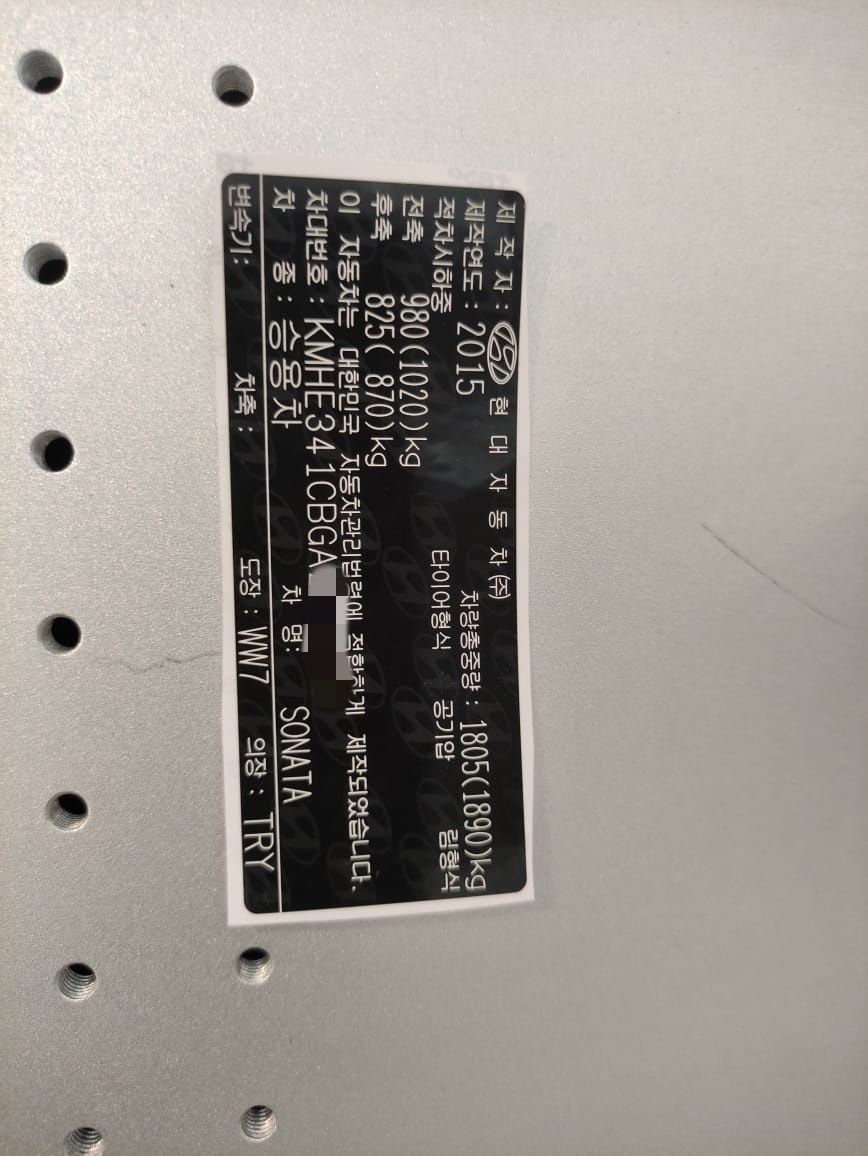 제 작 자 : 현 대 자 동 차 ㈜
제작연도 : 2015 차량총중량 : 1805(1890)kg
적차시하중 타이어형식 공기압 림형식
전축 980(1020)kg
후축 825( 870)kg
이 자동차는 대한민국 자동차관리법령에 적합하게 제작되었습니다.
차대번호 : KMHE341CBGA
차 종 : 승용차 차 명: SONATA
변속기: 차축 : 도장 : WW7 의장 : TRY